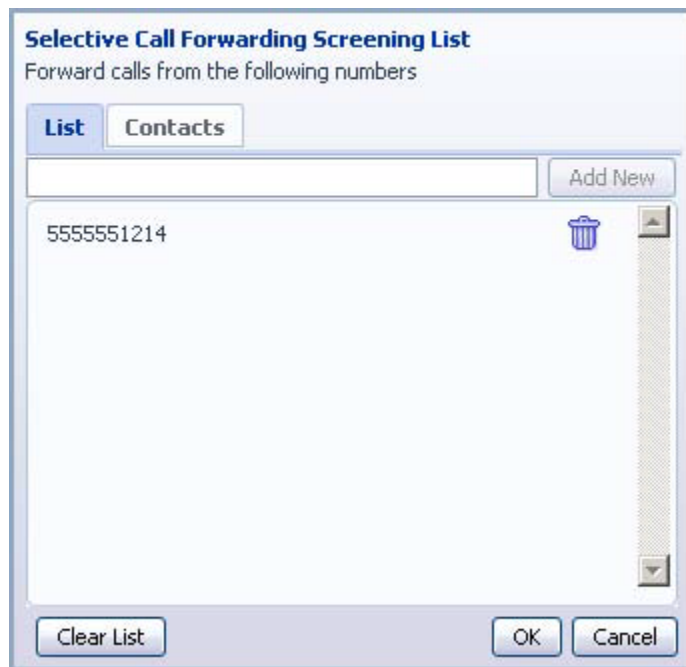 Selective Call Forwarding Screening List
Forward calls from the following numbers
List Contacts
Add New
5555551214
Clear List OK Cancel